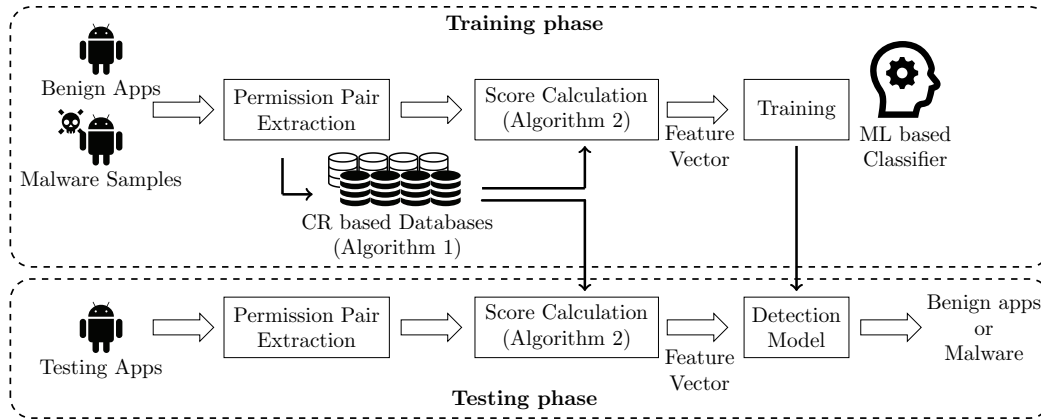 Training phase
Benign Apps
Malware Samples
Permission Pair
Extraction
Score Calculation
(Algorithm 2)
Feature
Vector
Training
ML based
Classifier
CR based Databases
(Algorithm 1)
Testing Apps
Permission Pair
Extraction
Score Calculation
(Algorithm 2)
Feature
Vector
Detection
Model
Benign apps
or
Malware
Testing phase